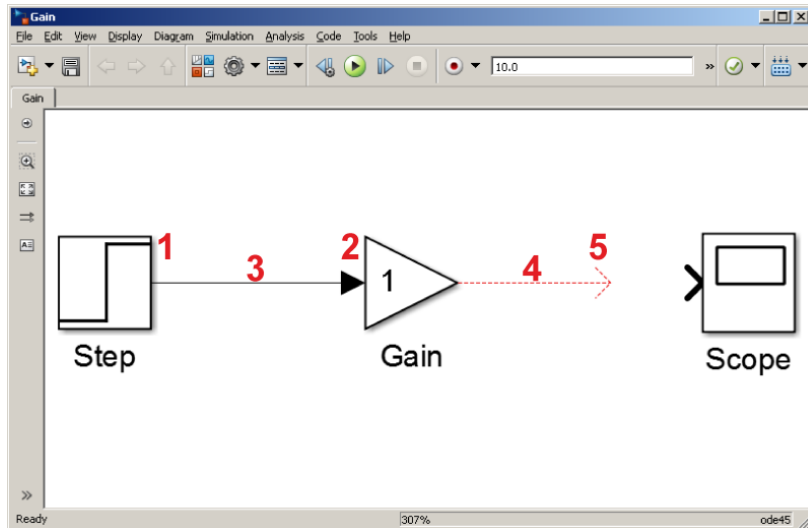 Gain
File Edit View Display Diagram Simulation Analysis Code Tools Help
10.0 »
Gain
1 2 3 4 5
1
Step Gain Scope
»
Ready 307% ode45